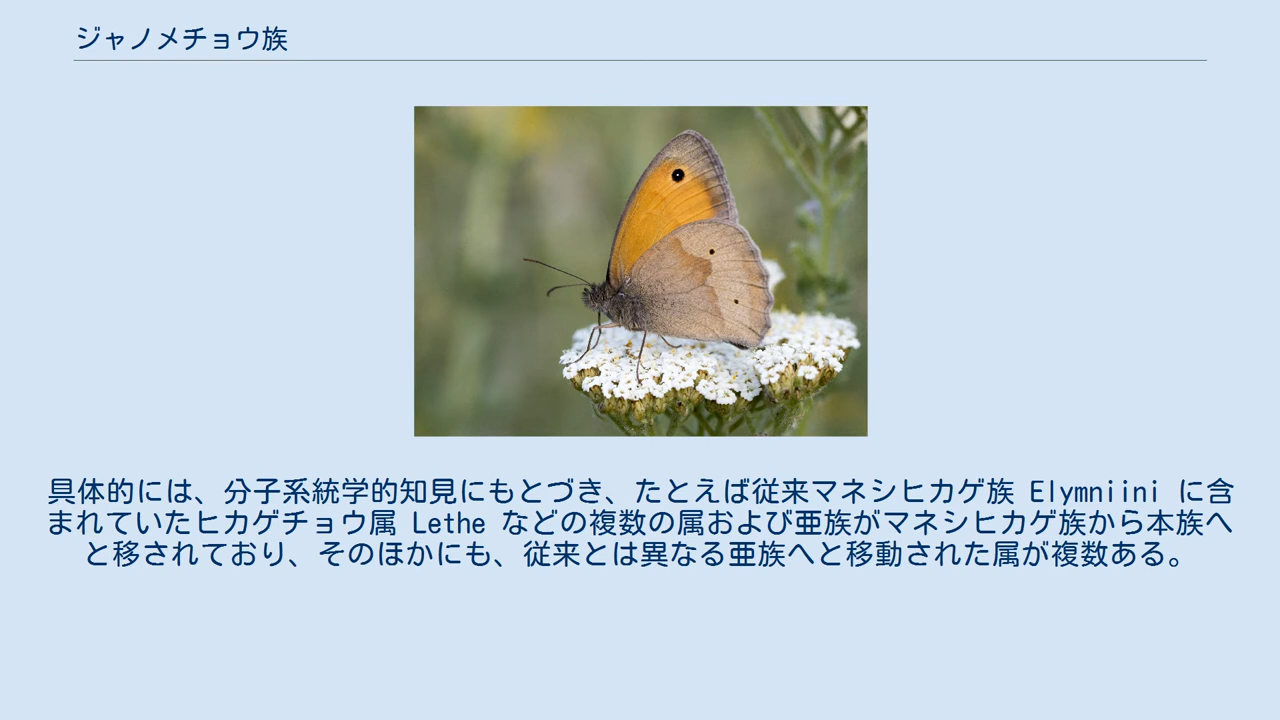 ジャノメチョウ族
具体的には、分子系統学的知見にもとづき、たとえば従来マネシヒカゲ族 Elymniini に含
まれていたヒカゲチョウ属 Lethe などの複数の属および亜族がマネシヒカゲ族から本族へ
と移されており、そのほかにも、従来とは異なる亜族へと移動された属が複数ある。